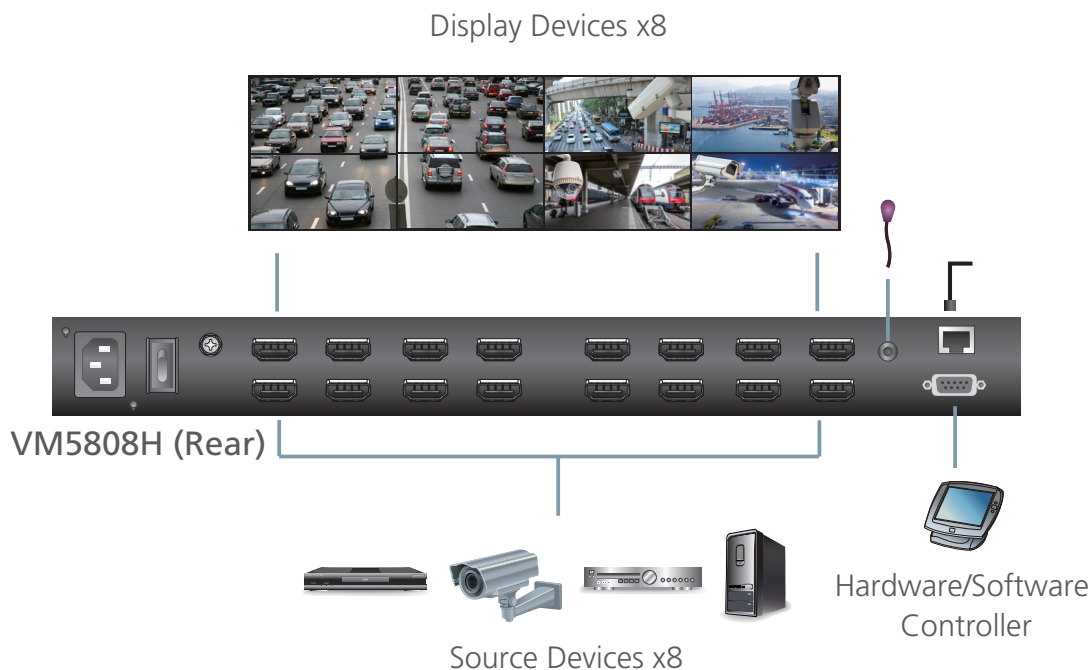 Display Devices x8
VM5808H (Rear)
Hardware/Software
Controller
Source Devices x8